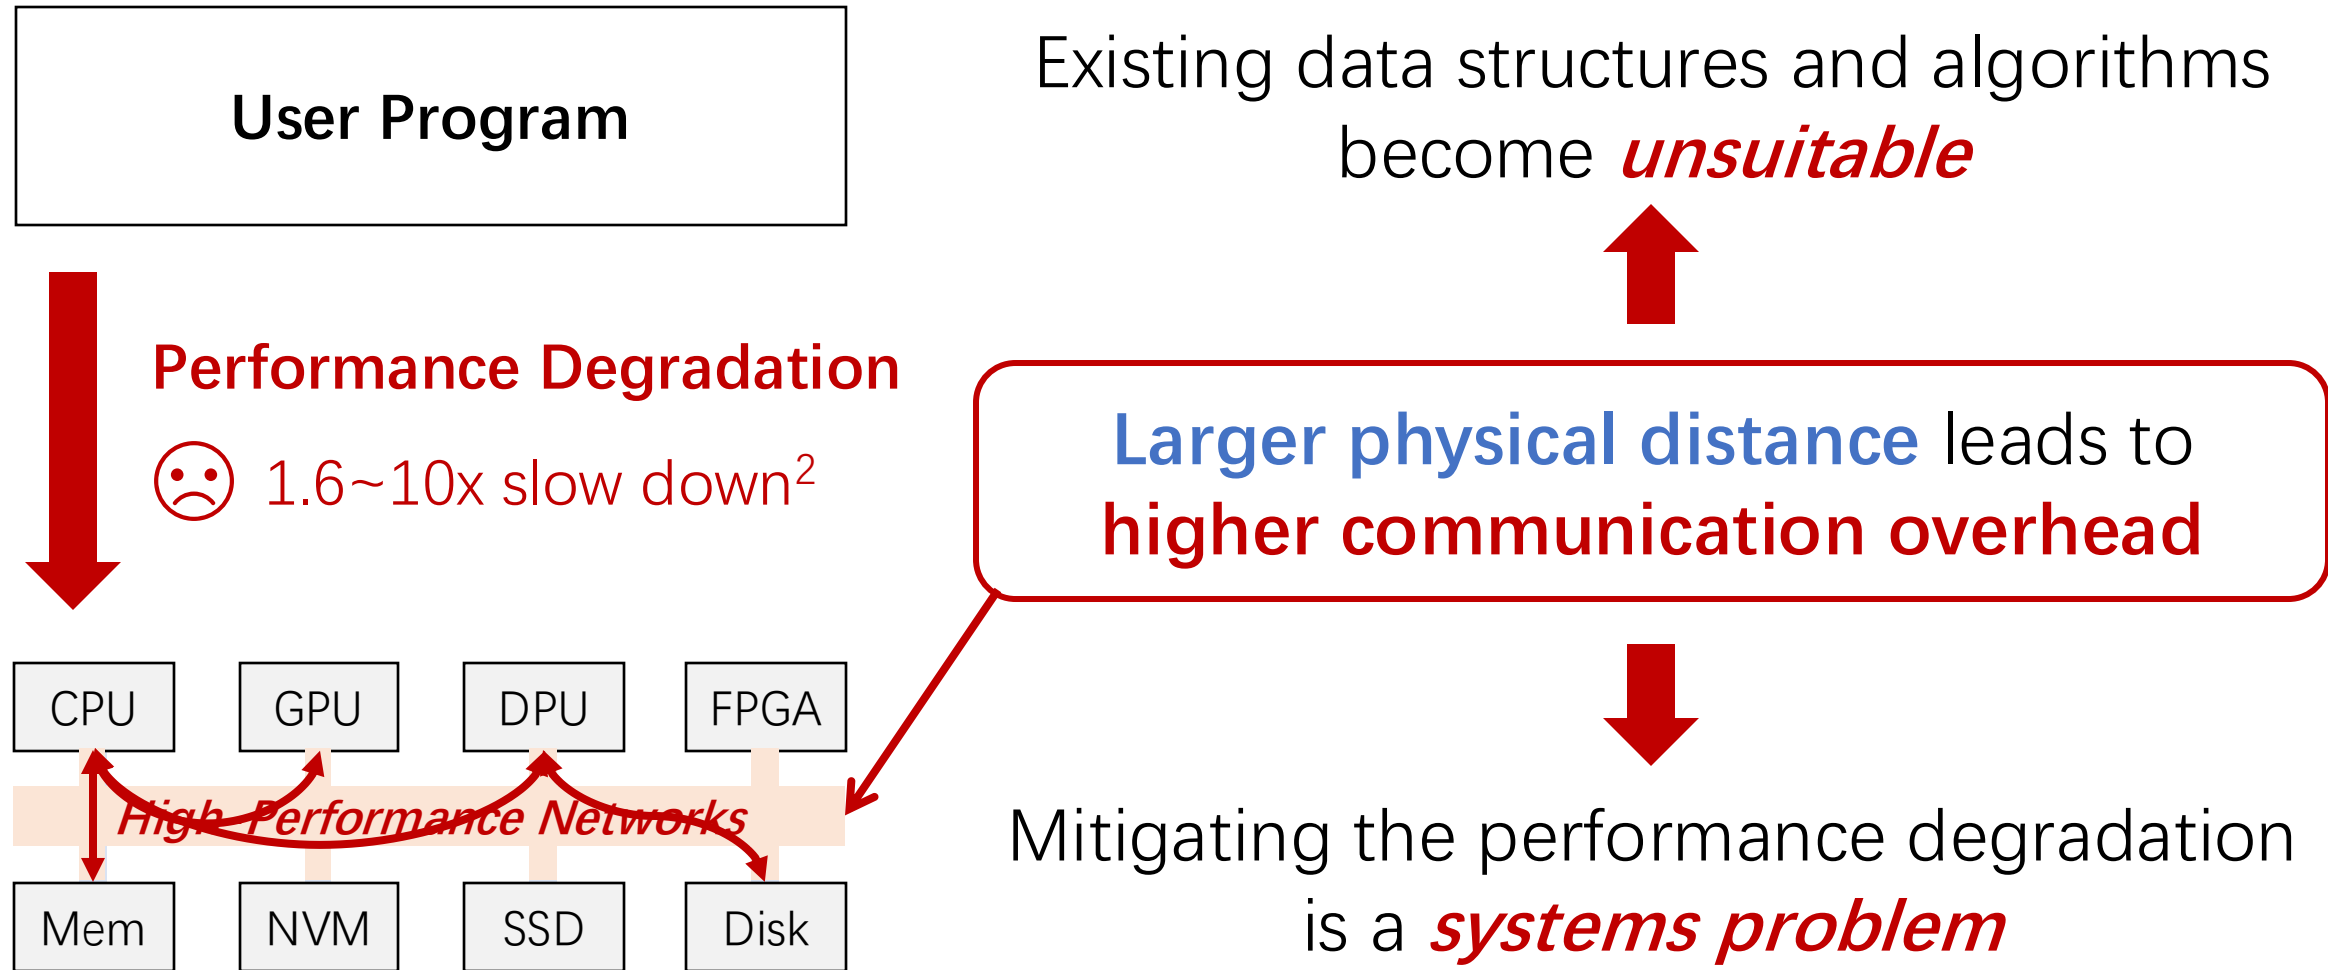 User Program
Performance Degradation
1.6~10x slow down²
CPU GPU DPU FPGA
High-Performance Networks
Mem NVM SSD Disk
Existing data structures and algorithms
become unsuitable
Larger physical distance leads to
higher communication overhead
Mitigating the performance degradation
is a systems problem